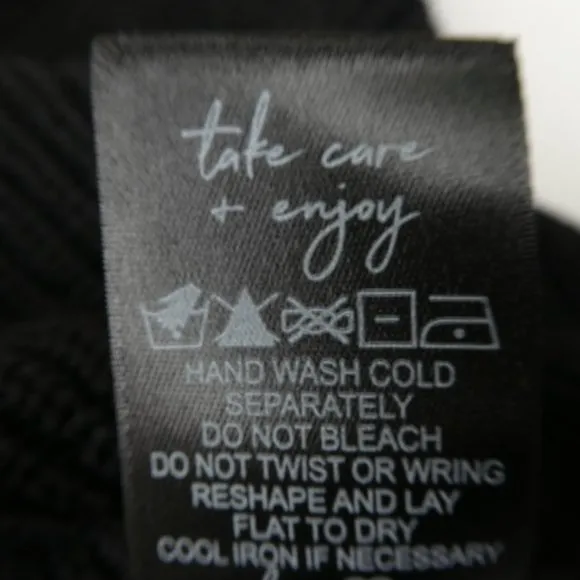 take care
+ enjoy
HAND WASH COLD
SEPARATELY
DO NOT BLEACH
DO NOT TWIST OR WRING
RESHAPE AND LAY
FLAT TO DRY
COOL IRON IF NECESSARY